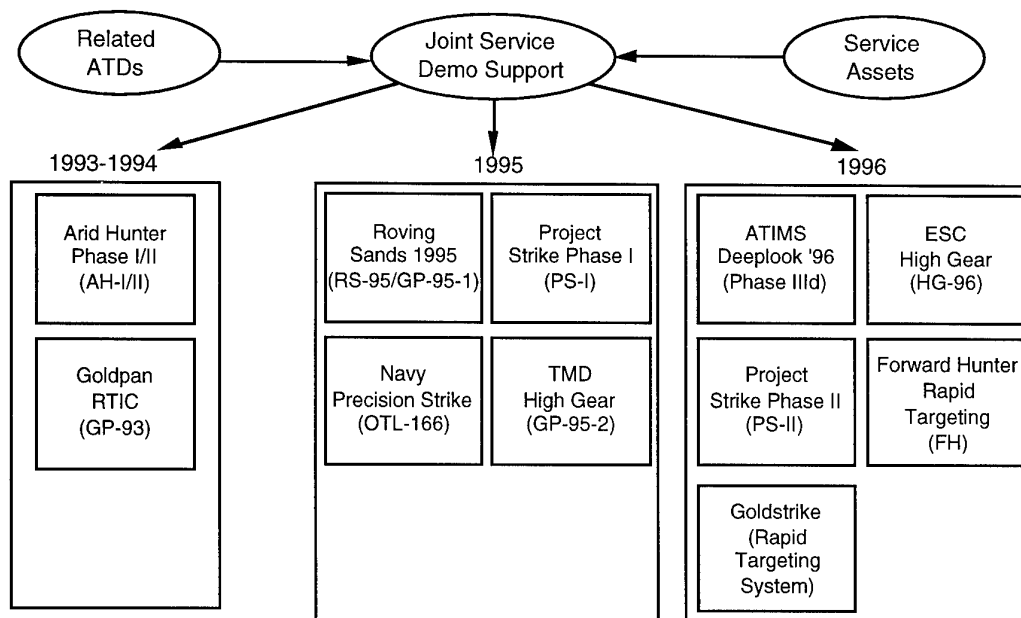 Related
ATDs
Joint Service
Demo Support
Service
Assets
1993-1994
Arid Hunter
Phase I/II
(AH-I/II)
Goldpan
RTIC
(GP-93)
1995
Roving
Sands 1995
(RS-95/GP-95-1)
Project
Strike Phase I
(PS-I)
Navy
Precision Strike
(OTL-166)
TMD
High Gear
(GP-95-2)
1996
ATIMS
Deeplook '96
(Phase IIId)
ESC
High Gear
(HG-96)
Project
Strike Phase II
(PS-II)
Forward Hunter
Rapid
Targeting
(FH)
Goldstrike
(Rapid
Targeting
System)